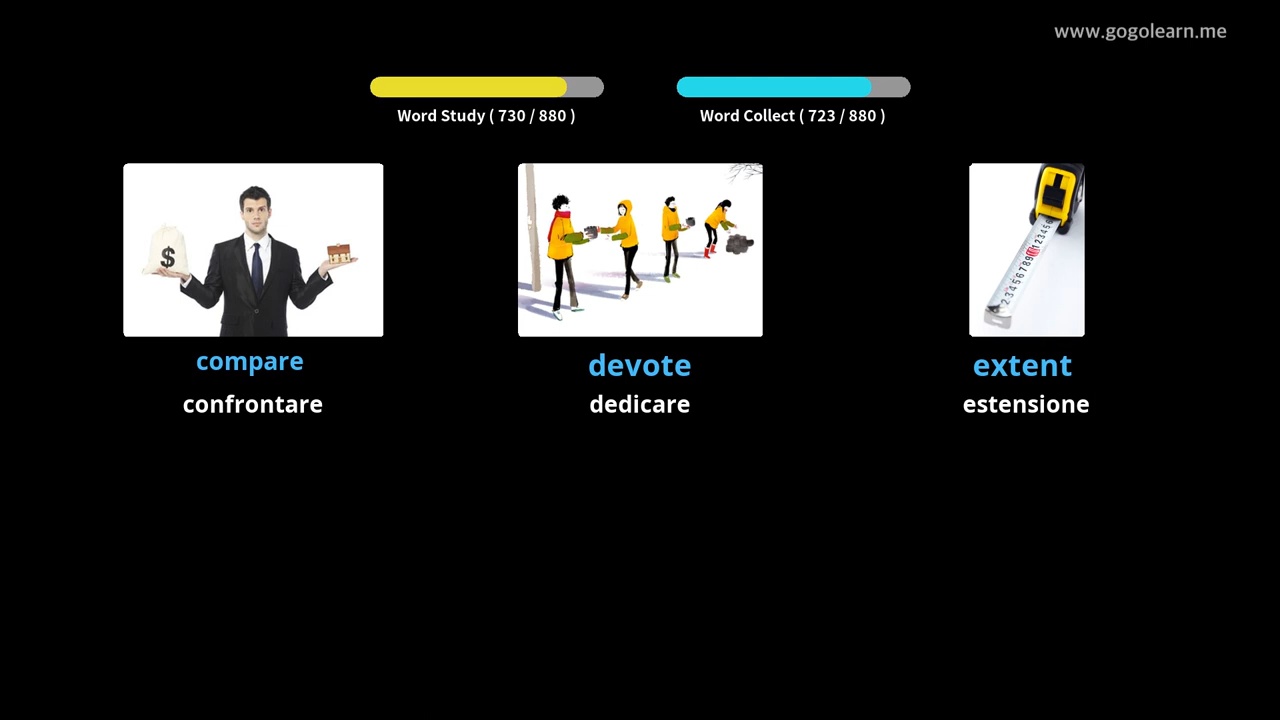 www.gogolearn.me
Word Study ( 730 / 880 )
Word Collect ( 723 / 880 )
$
compare
devote
extent
confrontare
dedicare
estensione